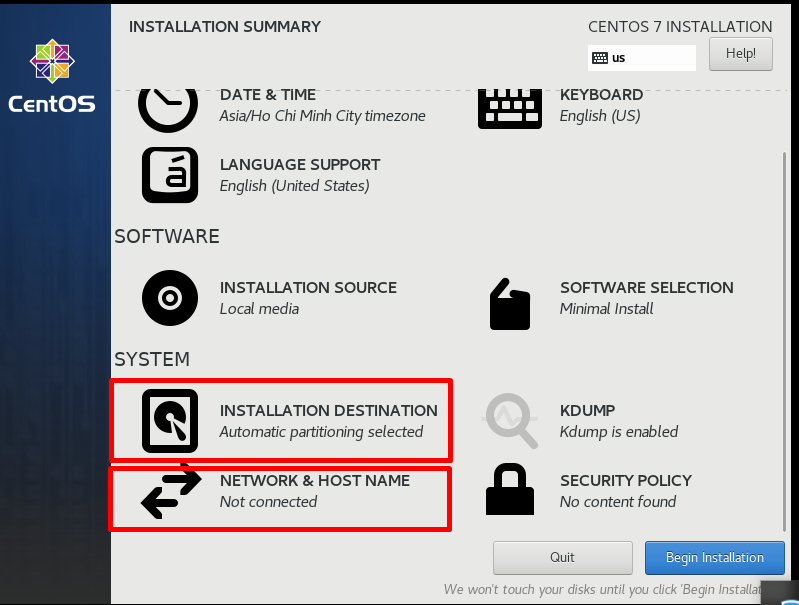 INSTALLATION SUMMARY
CENTOS 7 INSTALLATION
us
Help!
CentOS
DATE & TIME
Asia/Ho Chi Minh City timezone
KEYBOARD
English (US)
á
LANGUAGE SUPPORT
English (United States)
SOFTWARE
INSTALLATION SOURCE
Local media
SOFTWARE SELECTION
Minimal Install
SYSTEM
INSTALLATION DESTINATION
Automatic partitioning selected
KDUMP
Kdump is enabled
NETWORK & HOST NAME
Not connected
SECURITY POLICY
No content found
Quit
Begin Installation
We won't touch your disks until you click 'Begin